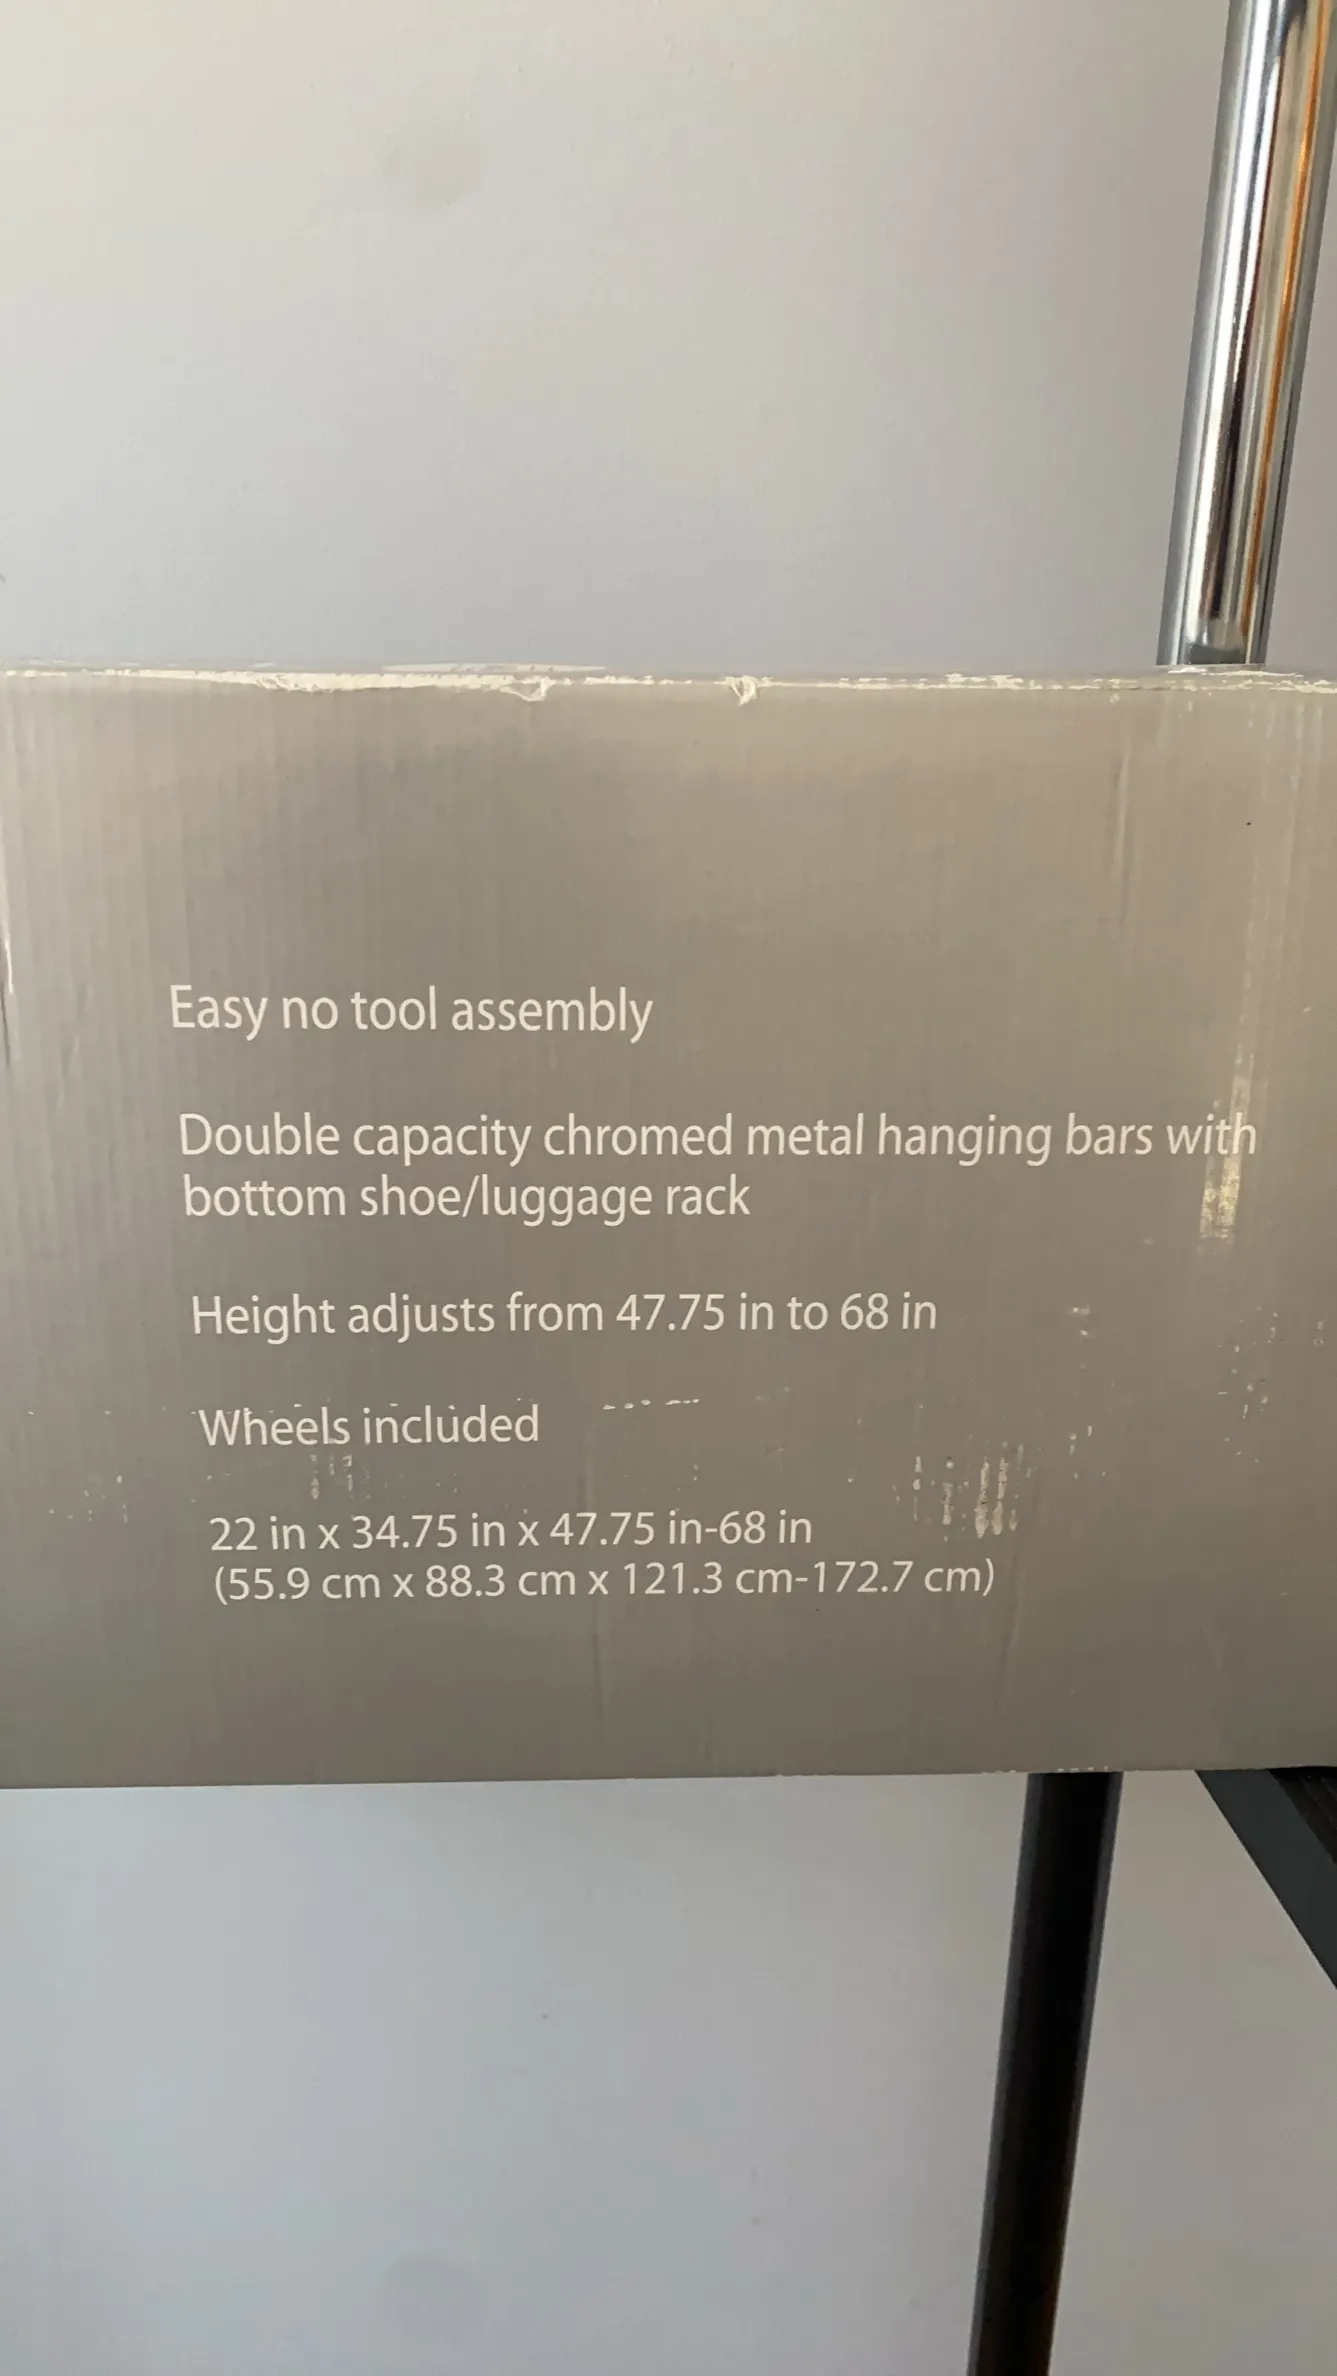 Easy no tool assembly
Double capacity chromed metal hanging bars with
bottom shoe/luggage rack
Height adjusts from 47.75 in to 68 in
Wheels included
22 in x 34.75 in x 47.75 in-68 in
(55.9 cm x 88.3 cm x 121.3 cm-172.7 cm)